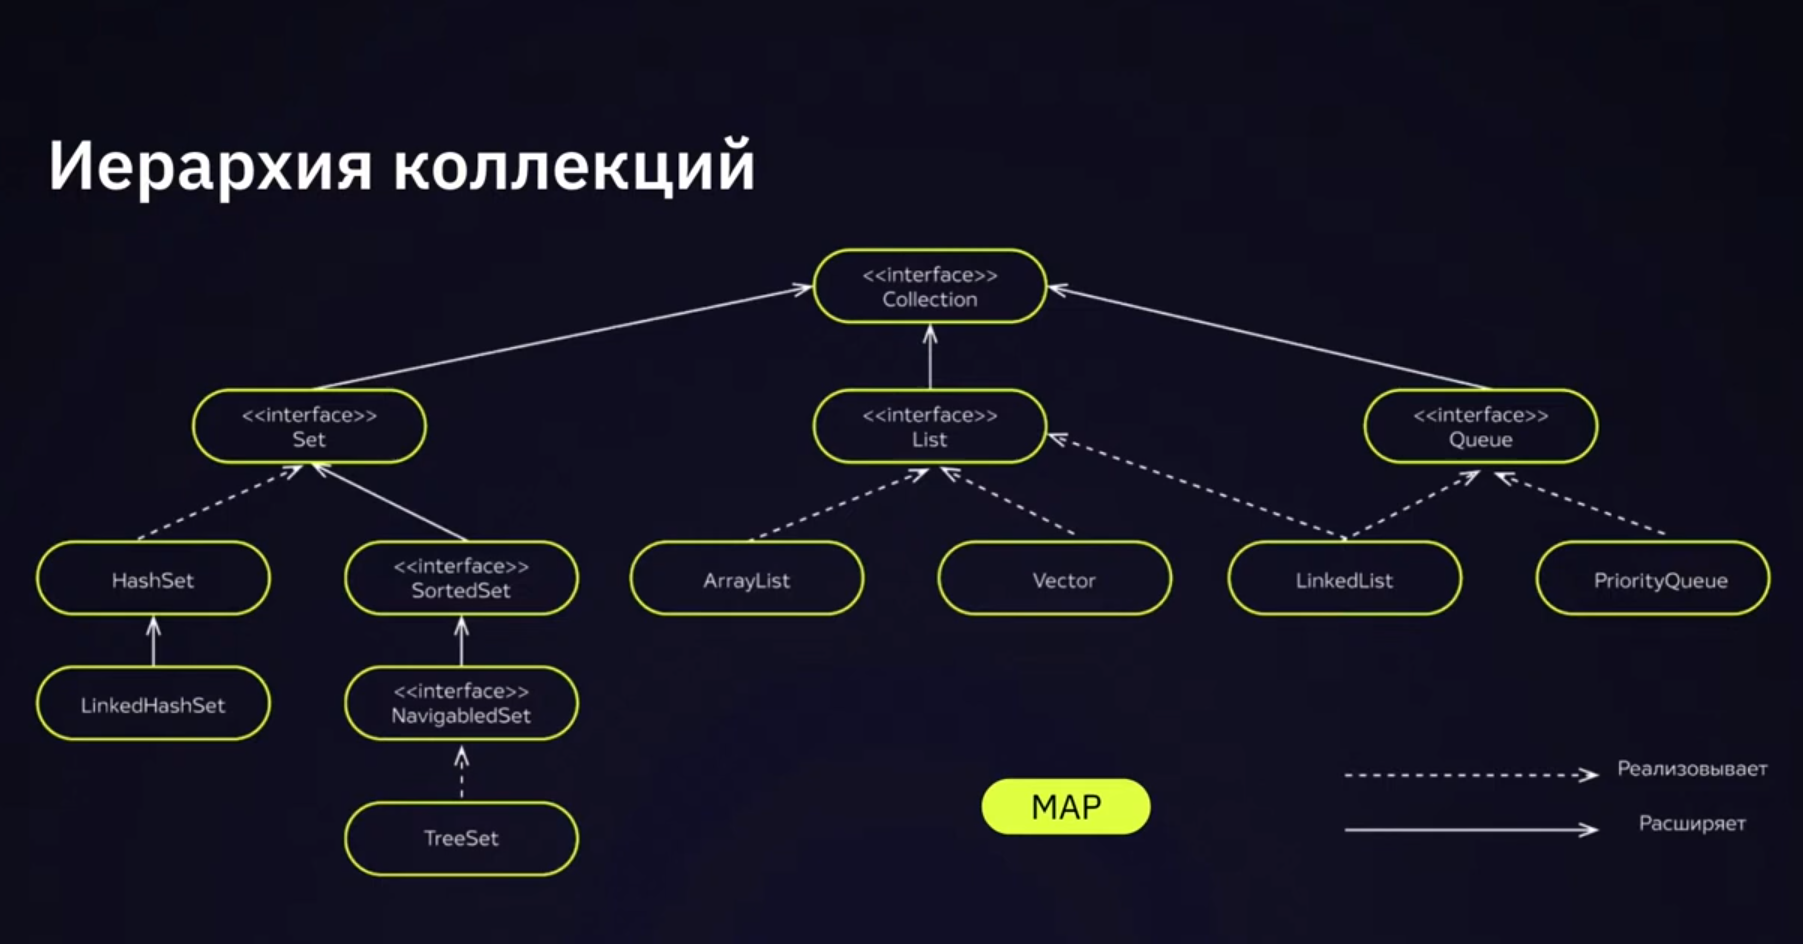 Иерархия коллекций
<<interface>>
Collection
<<interface>>
Set
<<interface>>
List
<<interface>>
Queue
HashSet
<<interface>>
SortedSet
ArrayList
Vector
LinkedList
PriorityQueue
LinkedHashSet
<<interface>>
NavigabledSet
TreeSet
MAP
Реализовывает
Расширяет